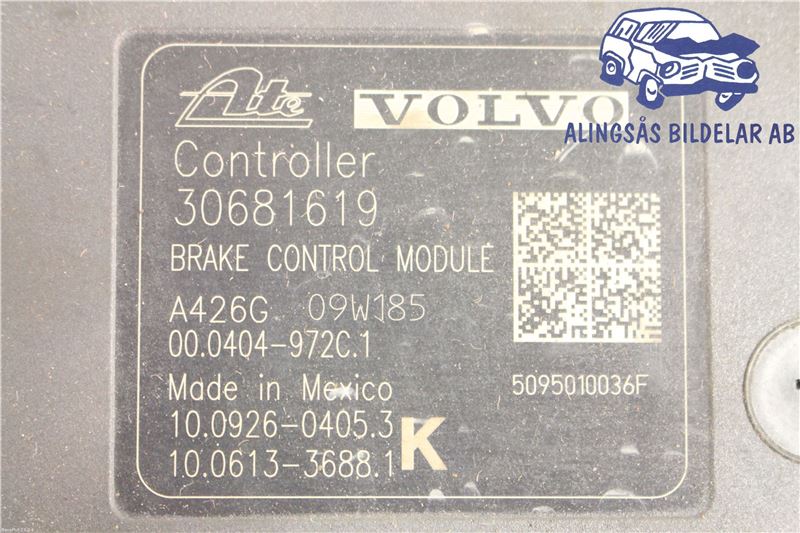 Ate VOLVO
ALINGSÅS BILDELAR AB
Controller
30681619
BRAKE CONTROL MODULE
A426G 09W185
00.0404-972C.1
Made in Mexico
5095010036F
10.0926-0405.3
K
10.0613-3688.1